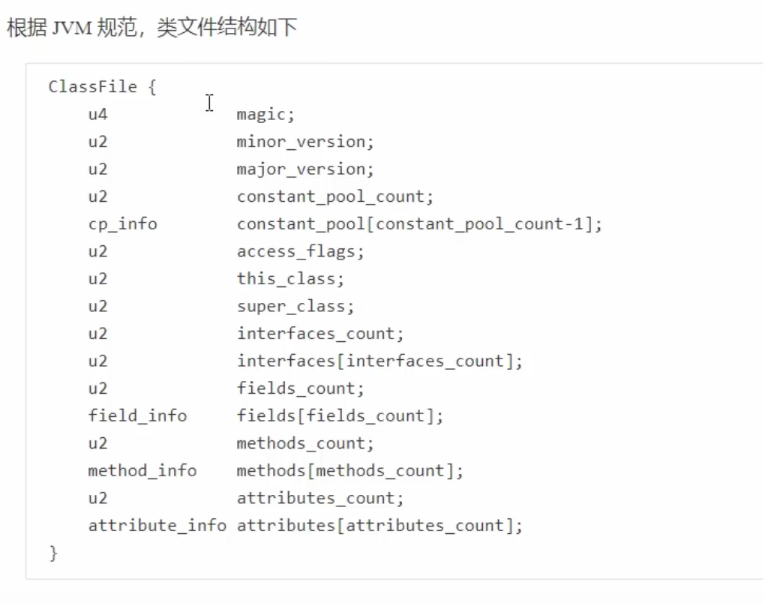 根据 JVM 规范，类文件结构如下
ClassFile {
u4 magic;
u2 minor_version;
u2 major_version;
u2 constant_pool_count;
cp_info constant_pool[constant_pool_count-1];
u2 access_flags;
u2 this_class;
u2 super_class;
u2 interfaces_count;
u2 interfaces[interfaces_count];
u2 fields_count;
field_info fields[fields_count];
u2 methods_count;
method_info methods[methods_count];
u2 attributes_count;
attribute_info attributes[attributes_count];
}